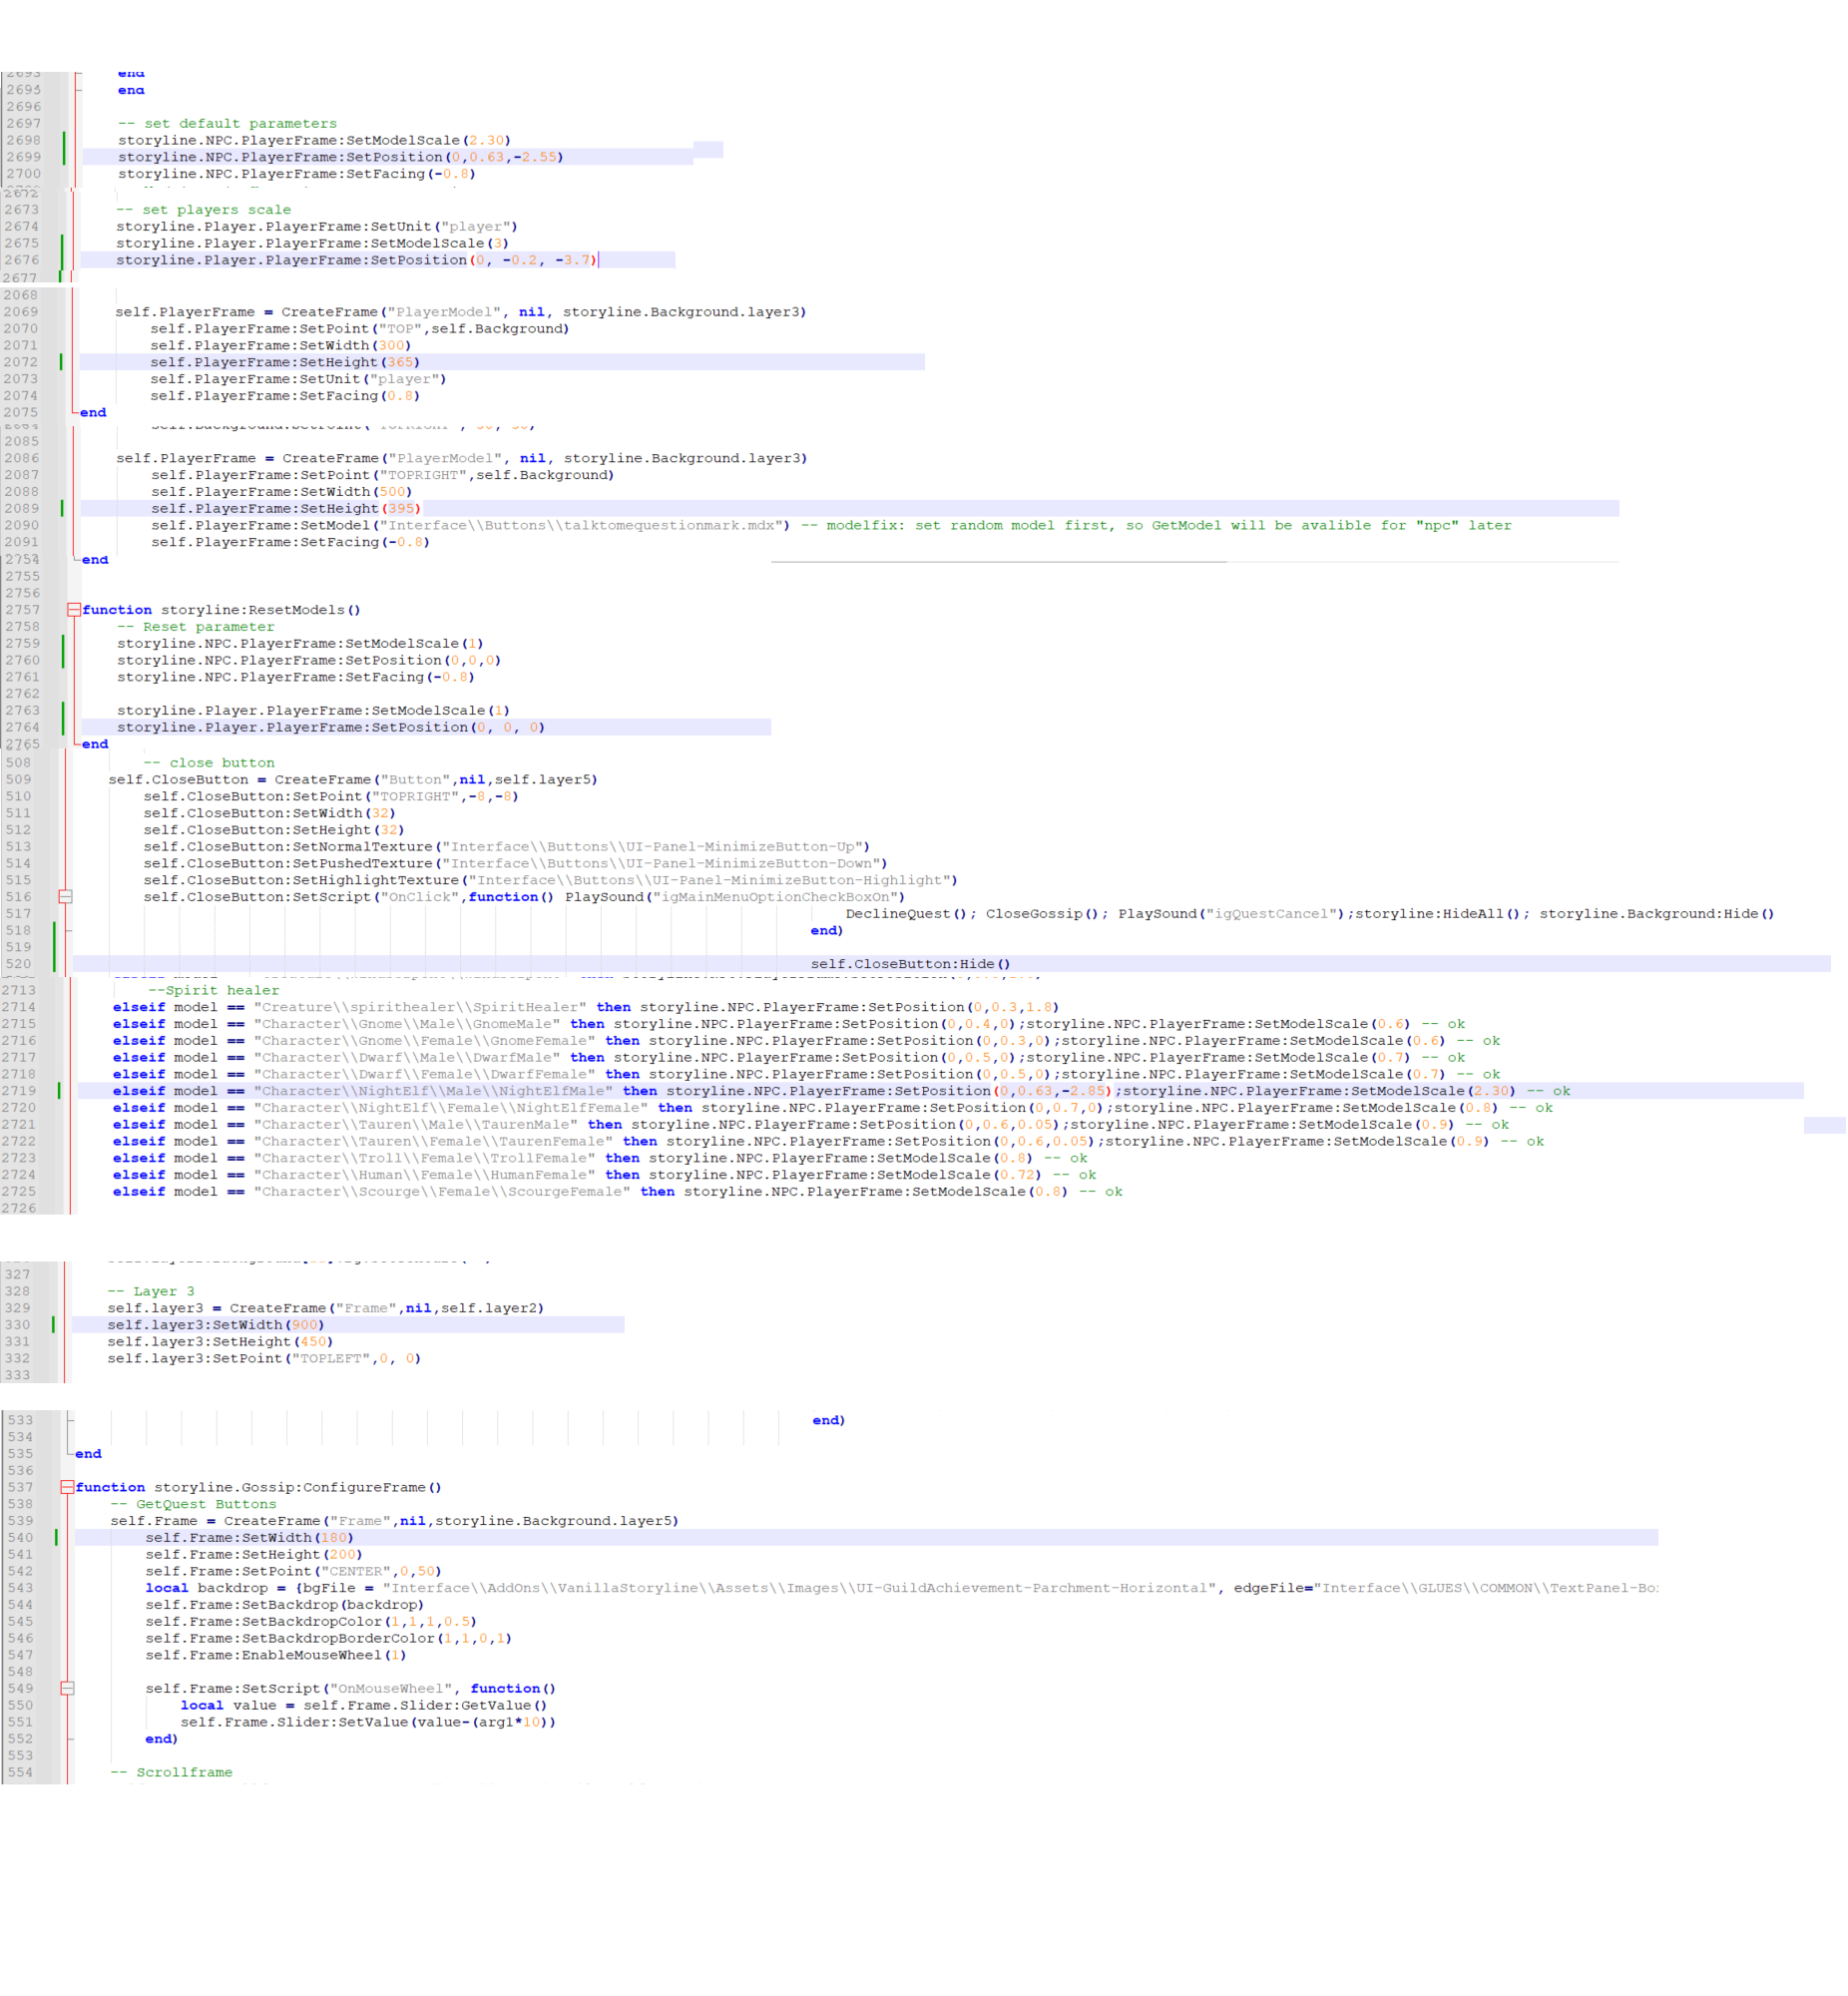 2693 end
2695 end
2696
2697 -- set default parameters
2698 storyline.NPC.PlayerFrame:SetModelScale(2.30)
2699 storyline.NPC.PlayerFrame:SetPosition(0,0.63,-2.55)
2700 storyline.NPC.PlayerFrame:SetFacing(-0.8)
2672
2673 -- set players scale
2674 storyline.Player.PlayerFrame:SetUnit("player")
2675 storyline.Player.PlayerFrame:SetModelScale(3)
2676 storyline.Player.PlayerFrame:SetPosition(0, -0.2, -3.7)
2677
2068
2069 self.PlayerFrame = CreateFrame("PlayerModel", nil, storyline.Background.layer3)
2070 self.PlayerFrame:SetPoint("TOP",self.Background)
2071 self.PlayerFrame:SetWidth(300)
2072 self.PlayerFrame:SetHeight(365)
2073 self.PlayerFrame:SetUnit("player")
2074 self.PlayerFrame:SetFacing(0.8)
2075 end
2085
2086 self.PlayerFrame = CreateFrame("PlayerModel", nil, storyline.Background.layer3)
2087 self.PlayerFrame:SetPoint("TOPRIGHT",self.Background)
2088 self.PlayerFrame:SetWidth(500)
2089 self.PlayerFrame:SetHeight(395)
2090 self.PlayerFrame:SetModel("Interface\\Buttons\\talktomequestionmark.mdx") -- modelfix: set random model first, so GetModel will be avalible for "npc" later
2091 self.PlayerFrame:SetFacing(-0.8)
2754 end
2755
2756
2757 function storyline:ResetModels()
2758 -- Reset parameter
2759 storyline.NPC.PlayerFrame:SetModelScale(1)
2760 storyline.NPC.PlayerFrame:SetPosition(0,0,0)
2761 storyline.NPC.PlayerFrame:SetFacing(-0.8)
2762
2763 storyline.Player.PlayerFrame:SetModelScale(1)
2764 storyline.Player.PlayerFrame:SetPosition(0, 0, 0)
2765 end
508 -- close button
509 self.CloseButton = CreateFrame("Button",nil,self.layer5)
510 self.CloseButton:SetPoint("TOPRIGHT",-8,-8)
511 self.CloseButton:SetWidth(32)
512 self.CloseButton:SetHeight(32)
513 self.CloseButton:SetNormalTexture("Interface\\Buttons\\UI-Panel-MinimizeButton-Up")
514 self.CloseButton:SetPushedTexture("Interface\\Buttons\\UI-Panel-MinimizeButton-Down")
515 self.CloseButton:SetHighlightTexture("Interface\\Buttons\\UI-Panel-MinimizeButton-Highlight")
516 self.CloseButton:SetScript("OnClick",function() PlaySound("igMainMenuOptionCheckBoxOn")
517 DeclineQuest(); CloseGossip(); PlaySound("igQuestCancel");storyline:HideAll(); storyline.Background:Hide()
518 end)
519
520 self.CloseButton:Hide()
2713 --Spirit healer
2714 elseif model == "Creature\\spirithealer\\SpiritHealer" then storyline.NPC.PlayerFrame:SetPosition(0,0.3,1.8)
2715 elseif model == "Character\\Gnome\\Male\\GnomeMale" then storyline.NPC.PlayerFrame:SetPosition(0,0.4,0);storyline.NPC.PlayerFrame:SetModelScale(0.6) -- ok
2716 elseif model == "Character\\Gnome\\Female\\GnomeFemale" then storyline.NPC.PlayerFrame:SetPosition(0,0.3,0);storyline.NPC.PlayerFrame:SetModelScale(0.6) -- ok
2717 elseif model == "Character\\Dwarf\\Male\\DwarfMale" then storyline.NPC.PlayerFrame:SetPosition(0,0.5,0);storyline.NPC.PlayerFrame:SetModelScale(0.7) -- ok
2718 elseif model == "Character\\Dwarf\\Female\\DwarfFemale" then storyline.NPC.PlayerFrame:SetPosition(0,0.5,0);storyline.NPC.PlayerFrame:SetModelScale(0.7) -- ok
2719 elseif model == "Character\\NightElf\\Male\\NightElfMale" then storyline.NPC.PlayerFrame:SetPosition(0,0.63,-2.85);storyline.NPC.PlayerFrame:SetModelScale(2.30) -- ok
2720 elseif model == "Character\\NightElf\\Female\\NightElfFemale" then storyline.NPC.PlayerFrame:SetPosition(0,0.7,0);storyline.NPC.PlayerFrame:SetModelScale(0.8) -- ok
2721 elseif model == "Character\\Tauren\\Male\\TaurenMale" then storyline.NPC.PlayerFrame:SetPosition(0,0.6,0.05);storyline.NPC.PlayerFrame:SetModelScale(0.9) -- ok
2722 elseif model == "Character\\Tauren\\Female\\TaurenFemale" then storyline.NPC.PlayerFrame:SetPosition(0,0.6,0.05);storyline.NPC.PlayerFrame:SetModelScale(0.9) -- ok
2723 elseif model == "Character\\Troll\\Female\\TrollFemale" then storyline.NPC.PlayerFrame:SetModelScale(0.8) -- ok
2724 elseif model == "Character\\Human\\Female\\HumanFemale" then storyline.NPC.PlayerFrame:SetModelScale(0.72) -- ok
2725 elseif model == "Character\\Scourge\\Female\\ScourgeFemale" then storyline.NPC.PlayerFrame:SetModelScale(0.8) -- ok
2726
327
328 -- Layer 3
329 self.layer3 = CreateFrame("Frame",nil,self.layer2)
330 self.layer3:SetWidth(900)
331 self.layer3:SetHeight(450)
332 self.layer3:SetPoint("TOPLEFT",0, 0)
333
533 end)
534
535 end
536
537 function storyline.Gossip:ConfigureFrame()
538 -- GetQuest Buttons
539 self.Frame = CreateFrame("Frame",nil,storyline.Background.layer5)
540 self.Frame:SetWidth(180)
541 self.Frame:SetHeight(200)
542 self.Frame:SetPoint("CENTER",0,50)
543 local backdrop = {bgFile = "Interface\\AddOns\\VanillaStoryline\\Assets\\Images\\UI-GuildAchievement-Parchment-Horizontal", edgeFile="Interface\\GLUES\\COMMON\\TextPanel-Bo
544 self.Frame:SetBackdrop(backdrop)
545 self.Frame:SetBackdropColor(1,1,1,0.5)
546 self.Frame:SetBackdropBorderColor(1,1,0,1)
547 self.Frame:EnableMouseWheel(1)
548
549 self.Frame:SetScript("OnMouseWheel", function()
550 local value = self.Frame.Slider:GetValue()
551 self.Frame.Slider:SetValue(value-(arg1*10))
552 end)
553
554 -- Scrollframe